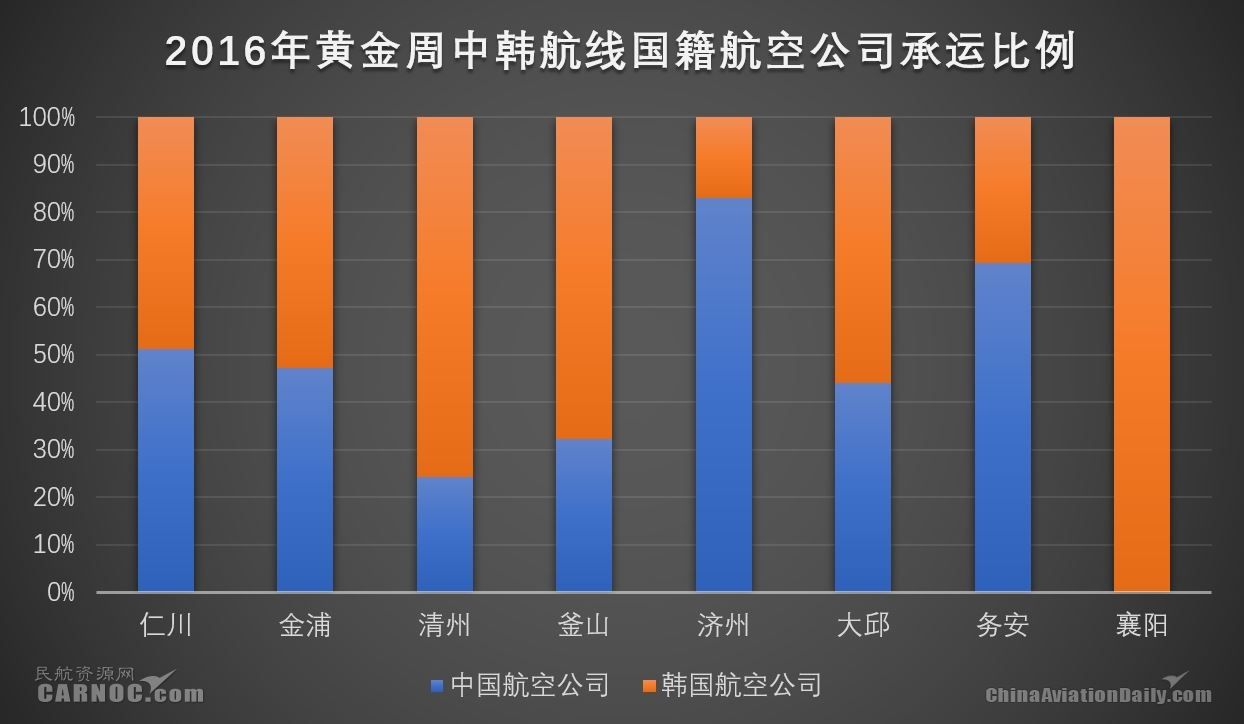 2016年黄金周中韩航线国籍航空公司承运比例
100%
90%
80%
70%
60%
50%
40%
30%
20%
10%
0%
仁川 金浦 清州 釜山 济州 大邱 务安 襄阳
中国航空公司 韩国航空公司
民航资源网
CARNOC.com
ChinaAviationDaily.com